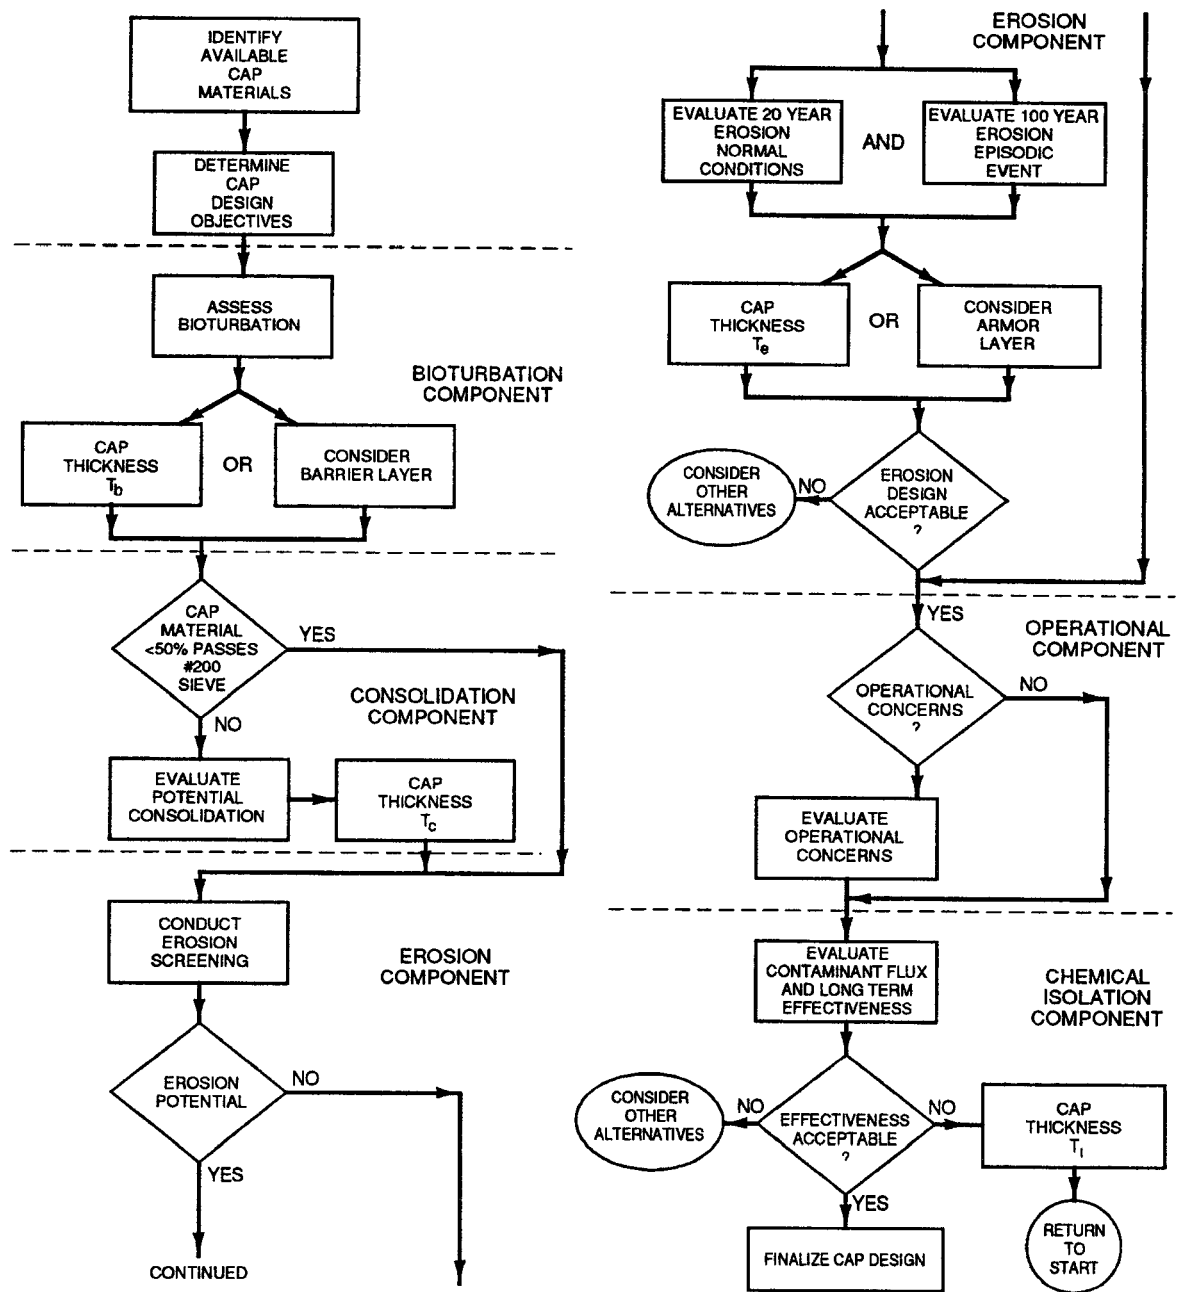 IDENTIFY
AVAILABLE
CAP
MATERIALS
DETERMINE
CAP
DESIGN
OBJECTIVES
ASSESS
BIOTURBATION
BIOTURBATION
COMPONENT
CAP
THICKNESS
Tb
OR
CONSIDER
BARRIER LAYER
CAP
MATERIAL
<50% PASSES
#200
SIEVE
YES
NO
CONSOLIDATION
COMPONENT
EVALUATE
POTENTIAL
CONSOLIDATION
CAP
THICKNESS
Tc
CONDUCT
EROSION
SCREENING
EROSION
COMPONENT
EROSION
POTENTIAL
NO
YES
CONTINUED
EROSION
COMPONENT
EVALUATE 20 YEAR
EROSION
NORMAL
CONDITIONS
AND
EVALUATE 100 YEAR
EROSION
EPISODIC
EVENT
CAP
THICKNESS
Te
OR
CONSIDER
ARMOR
LAYER
CONSIDER
OTHER
ALTERNATIVES
NO
EROSION
DESIGN
ACCEPTABLE
?
YES
OPERATIONAL
COMPONENT
OPERATIONAL
CONCERNS
?
NO
EVALUATE
OPERATIONAL
CONCERNS
EVALUATE
CONTAMINANT FLUX
AND LONG TERM
EFFECTIVENESS
CHEMICAL
ISOLATION
COMPONENT
CONSIDER
OTHER
ALTERNATIVES
NO
EFFECTIVENESS
ACCEPTABLE
?
NO
CAP
THICKNESS
Ti
YES
FINALIZE CAP DESIGN
RETURN
TO
START